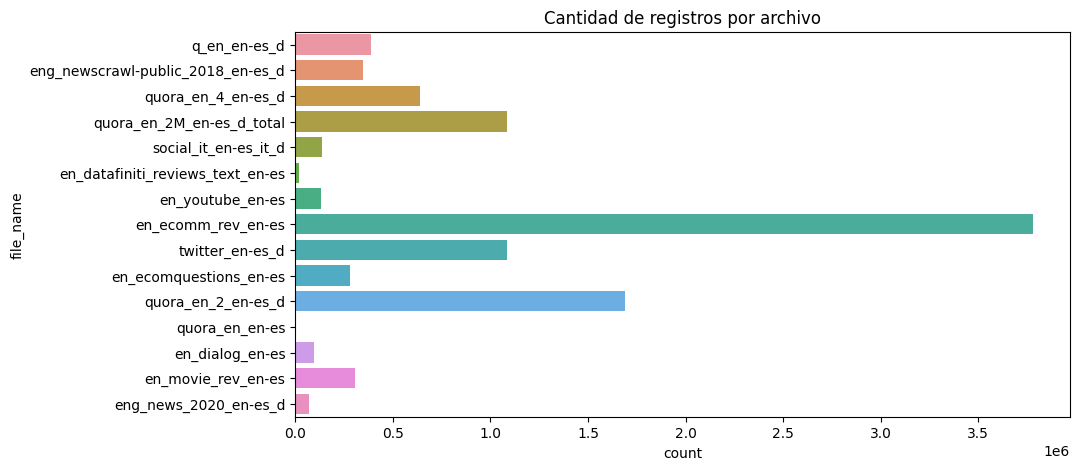 Cantidad de registros por archivo
file_name
q_en_en-es_d
eng_newscrawl-public_2018_en-es_d
quora_en_4_en-es_d
quora_en_2M_en-es_d_total
social_it_en-es_it_d
en_datafiniti_reviews_text_en-es
en_youtube_en-es
en_ecomm_rev_en-es
twitter_en-es_d
en_ecomquestions_en-es
quora_en_2_en-es_d
quora_en_en-es
en_dialog_en-es
en_movie_rev_en-es
eng_news_2020_en-es_d
0.0 0.5 1.0 1.5 2.0 2.5 3.0 3.5
1e6
count